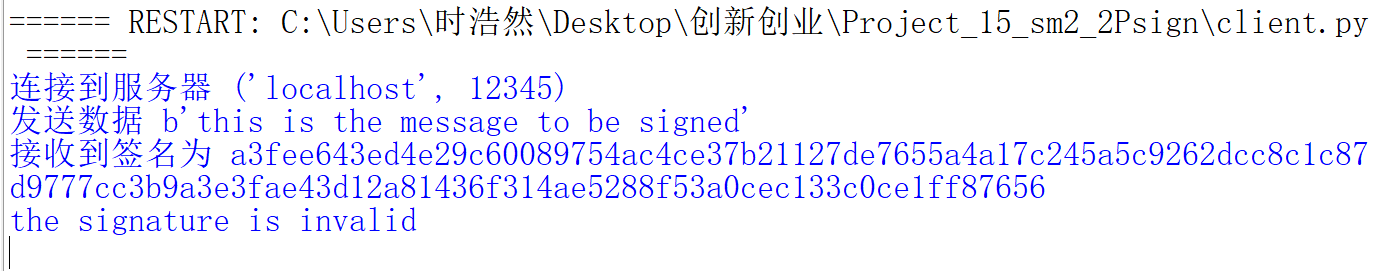 ====== RESTART: C:\Users\时浩然\Desktop\创新创业\Project_15_sm2_2Psign\client.py
======
连接到服务器 ('localhost', 12345)
发送数据 b'this is the message to be signed'
接收到签名为 a3fee643ed4e29c60089754ac4ce37b21127de7655a4a17c245a5c9262dcc8c1c87
d9777cc3b9a3e3fae43d12a81436f314ae5288f53a0cec133c0ce1ff87656
the signature is invalid